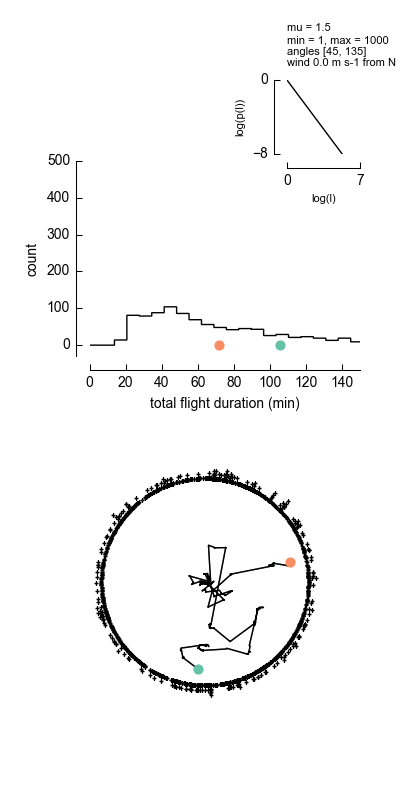 mu = 1.5
min = 1, max = 1000
angles [45, 135]
wind 0.0 m s-1 from N
0
log(p(l))
−8
0 7
log(l)
500
400
300
count
200
100
0
0 20 40 60 80 100 120 140
total flight duration (min)